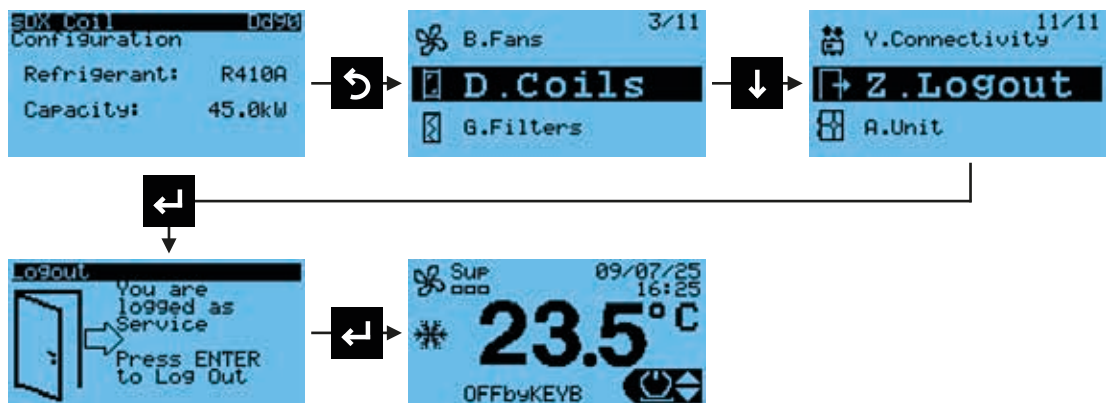 sDX Coil Dd90
Configuration
Refrigerant: R410A
Capacity: 45.0kW
3/11
B.Fans
D.Coils
G.Filters
11/11
Y.Connectivity
Z.Logout
A.Unit
Logout
You are
logged as
Service
Press ENTER
to Log Out
Sup 09/07/25
16:25
23.5°C
OFFbyKEYB